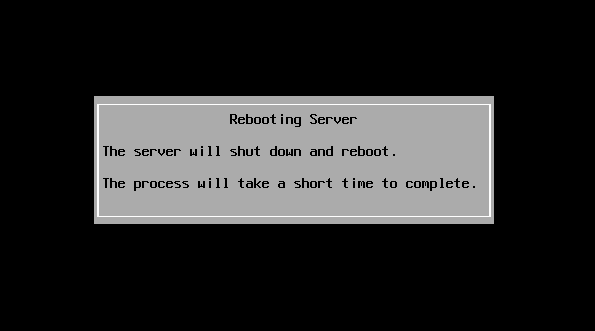 Rebooting Server
The server will shut down and reboot.
The process will take a short time to complete.